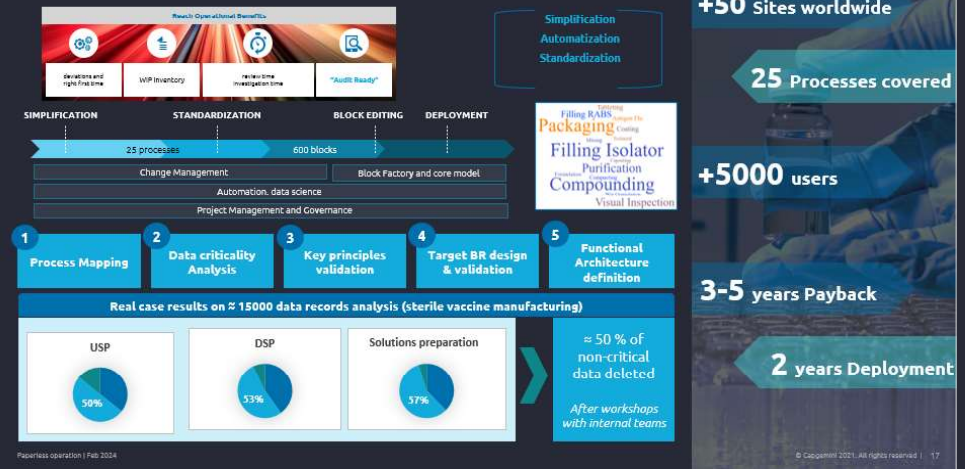 Reach Operational Benefits
deviations and
right first time
WIP Inventory
review time
investigation time
"Audit Ready"
Simplification
Automatization
Standardization
SIMPLIFICATION
STANDARDIZATION
BLOCK EDITING
DEPLOYMENT
25 processes
600 blocks
Change Management
Block Factory and core model
Automation, data science
Project Management and Governance
Filling RABS
Packaging
Coating
Filling Isolator
Purification
Compounding
Visual Inspection
1
Process Mapping
2
Data criticality
Analysis
3
Key principles
validation
4
Target BR design
& validation
5
Functional
Architecture
definition
Real case results on ≈ 15000 data records analysis (sterile vaccine manufacturing)
USP
50%
DSP
53%
Solutions preparation
57%
≈ 50 % of
non-critical
data deleted
After workshops
with internal teams
+50 Sites worldwide
25 Processes covered
+5000 users
3-5 years Payback
2 years Deployment
Paperless operation | Feb 2024
© Capgemini 2021. All rights reserved | 17